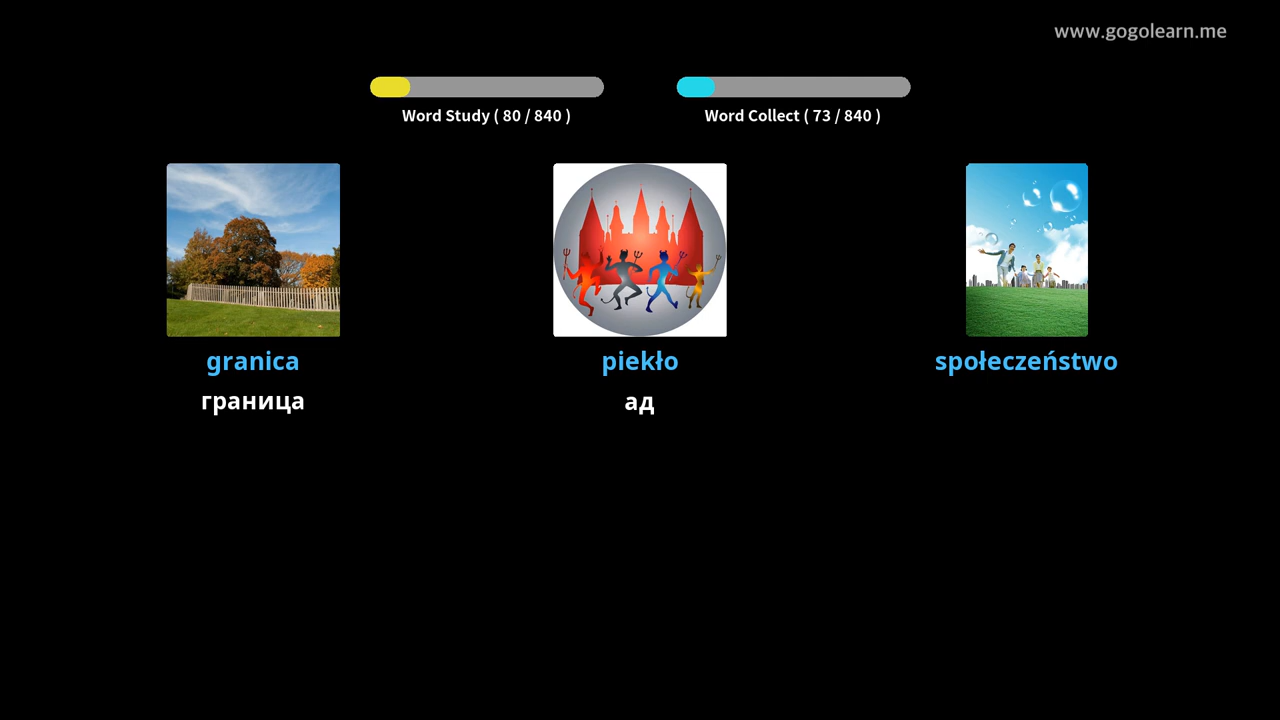 www.gogolearn.me
Word Study ( 80 / 840 )
Word Collect ( 73 / 840 )
granica
piekło
społeczeństwo
граница
ад